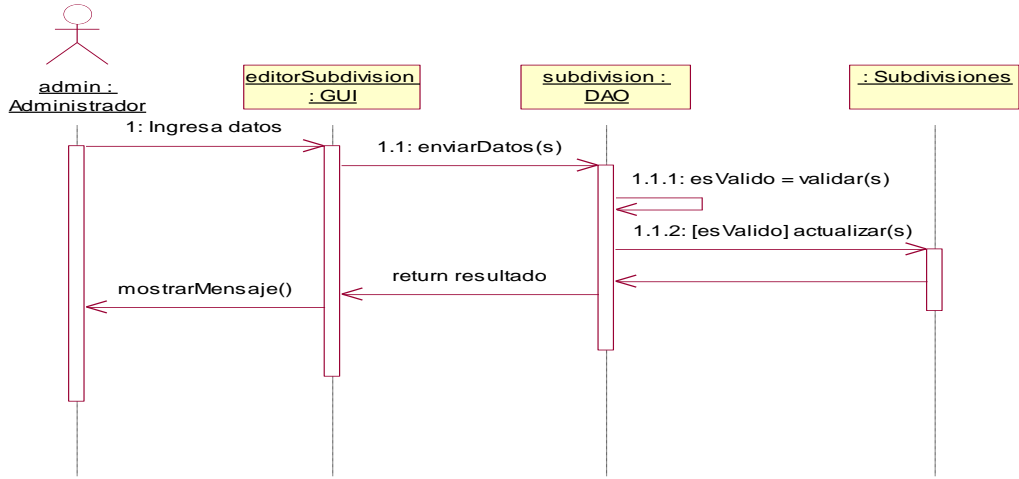 admin :
Administrador
editorSubdivision
: GUI
subdivision :
DAO
: Subdivisiones
1: Ingresa datos
1.1: enviarDatos(s)
1.1.1: esValido = validar(s)
1.1.2: [esValido] actualizar(s)
return resultado
mostrarMensaje()